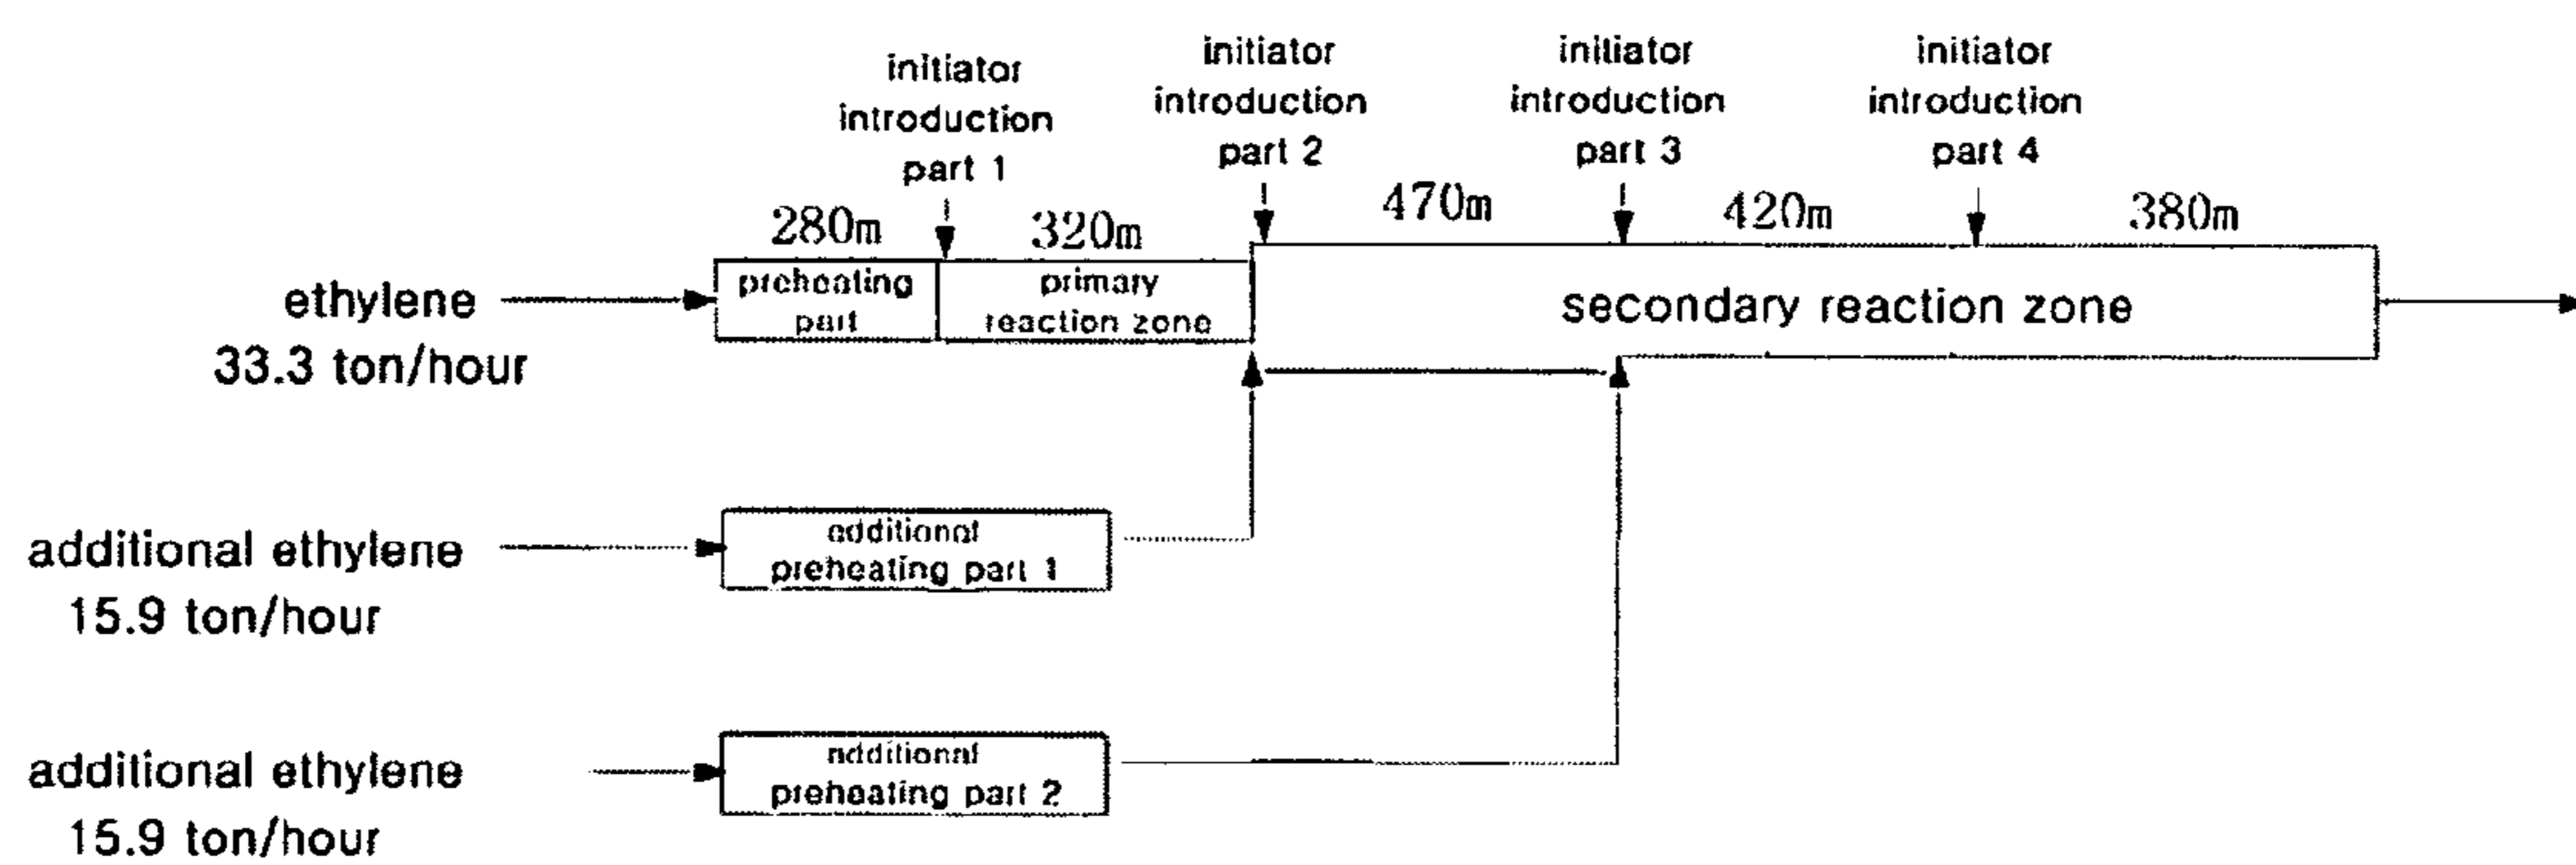 initiator
introduction
part 1
initiator
introduction
part 2
initiator
introduction
part 3
initiator
introduction
part 4
280m
320m
470m
420m
380m
ethylene
33.3 ton/hour
preheating
part
primary
reaction zone
secondary reaction zone
additional ethylene
15.9 ton/hour
additional
preheating part 1
additional ethylene
15.9 ton/hour
additional
preheating part 2